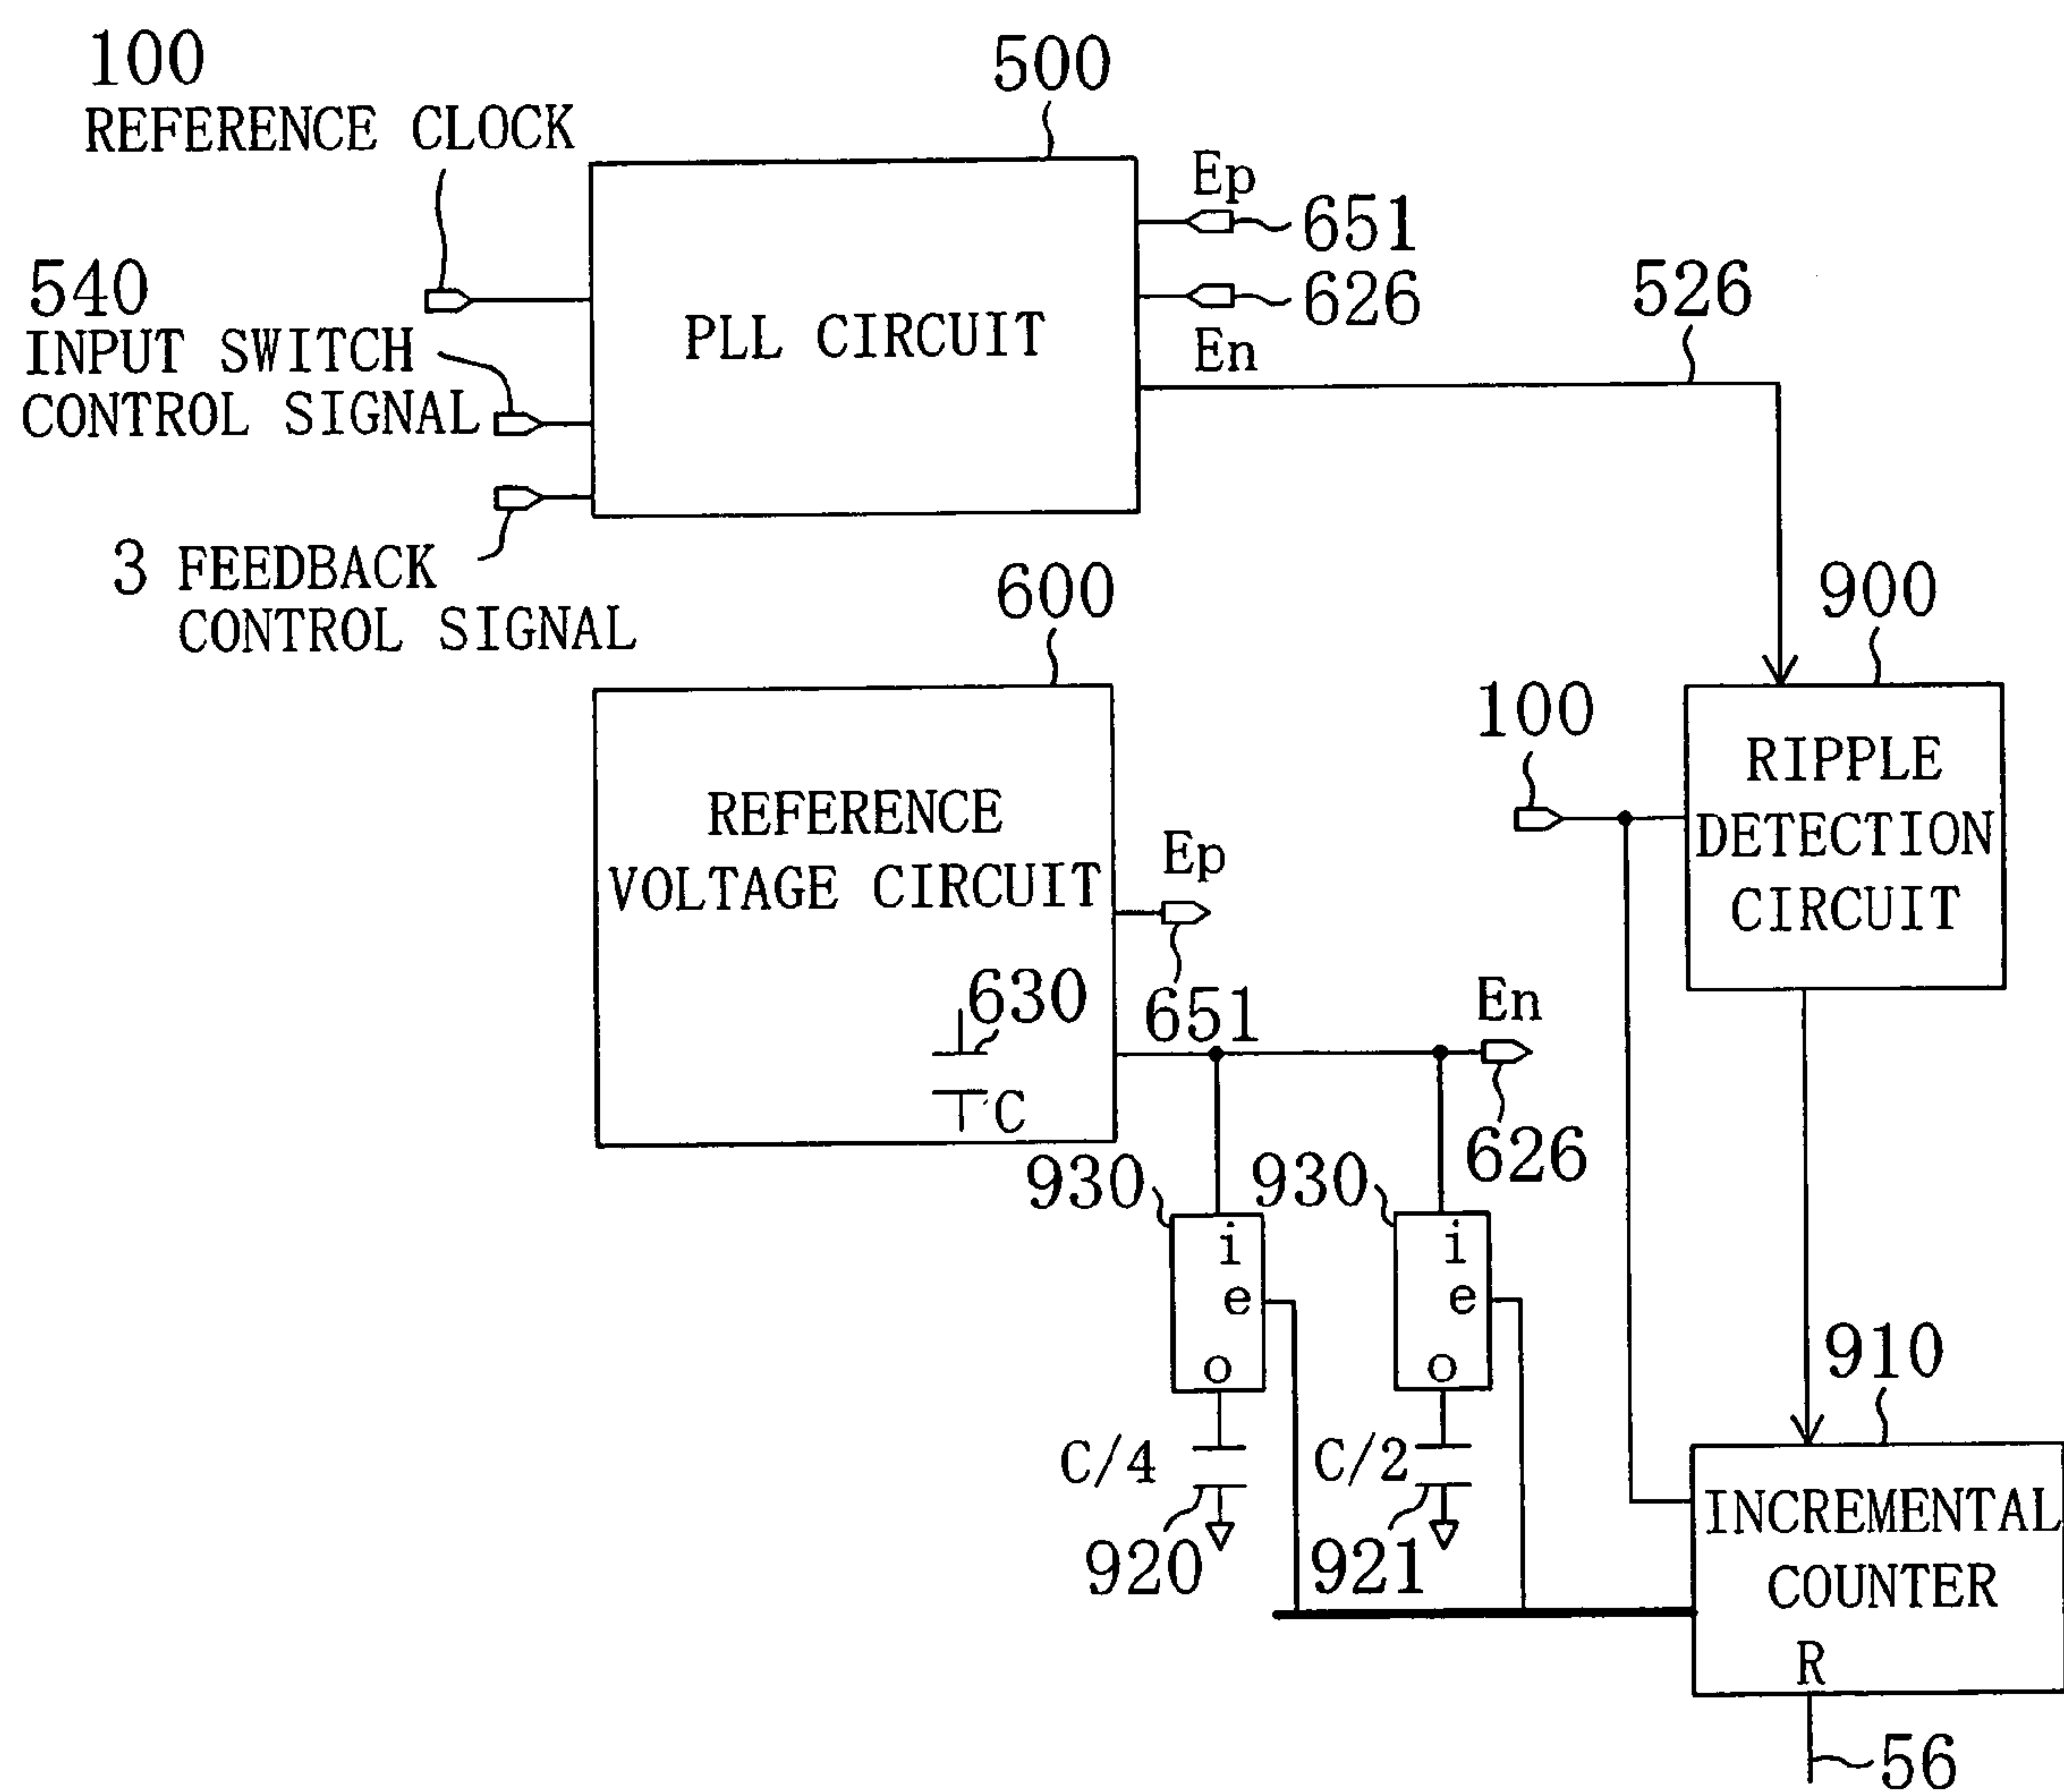 100
REFERENCE CLOCK
500
Ep
651
540
INPUT SWITCH
CONTROL SIGNAL
626
En
526
PLL CIRCUIT
3 FEEDBACK
CONTROL SIGNAL
600
900
100
RIPPLE
DETECTION
CIRCUIT
REFERENCE
VOLTAGE CIRCUIT
Ep
651
630
C
En
626
930
930
i
e
o
i
e
o
910
C/4
C/2
920
921
INCREMENTAL
COUNTER
R
56